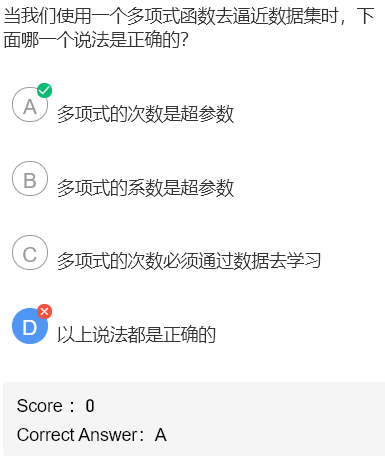 当我们使用一个多项式函数去逼近数据集时，下
面哪一个说法是正确的?
A 多项式的次数是超参数
B 多项式的系数是超参数
C 多项式的次数必须通过数据去学习
D 以上说法都是正确的
Score： 0
Correct Answer： A